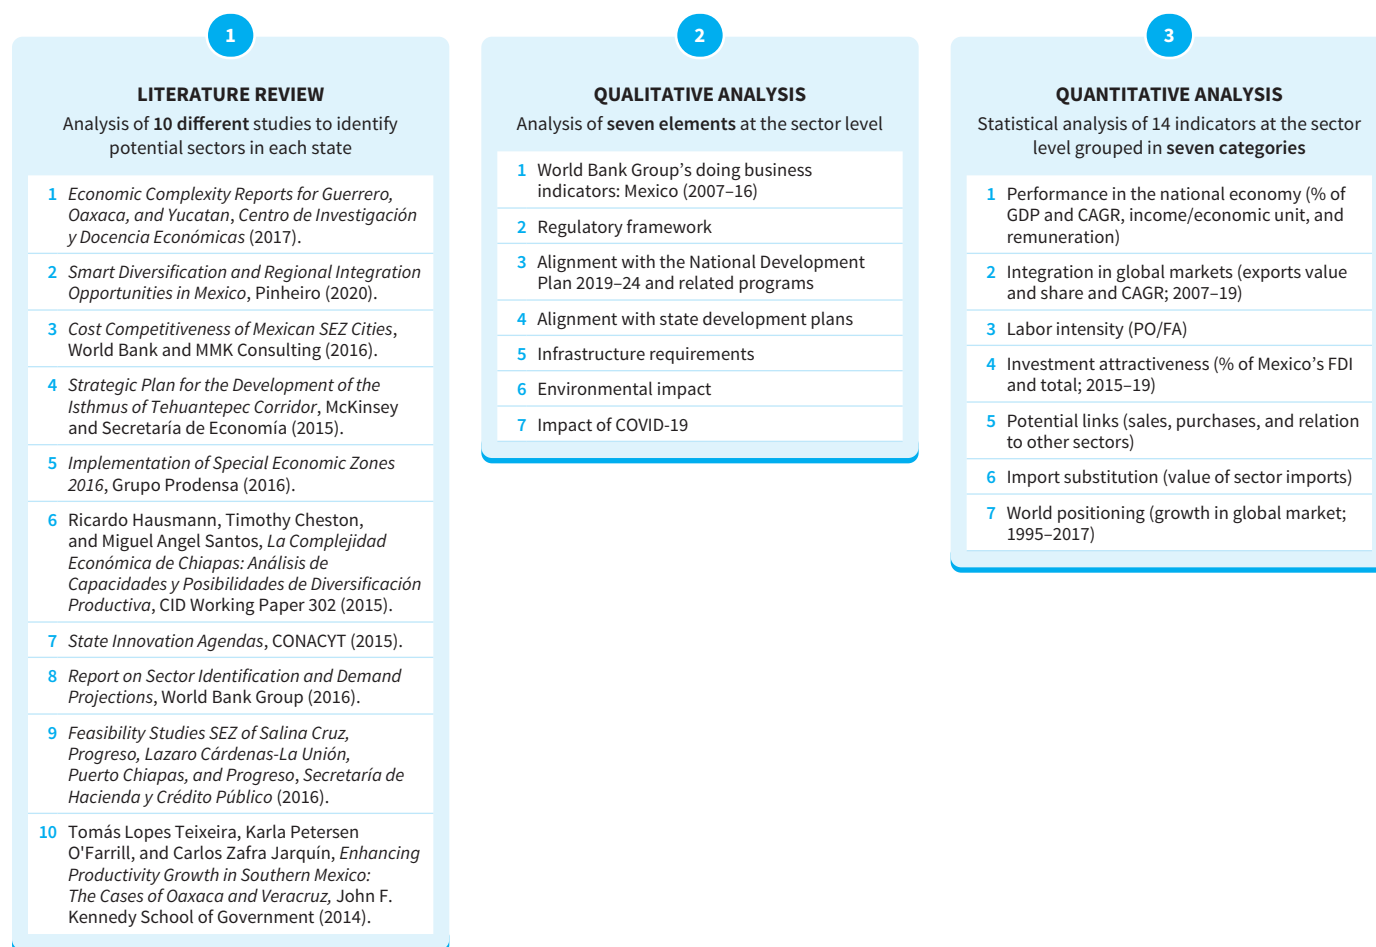 1
LITERATURE REVIEW
Analysis of 10 different studies to identify
potential sectors in each state
1 Economic Complexity Reports for Guerrero,
Oaxaca, and Yucatan, Centro de Investigación
y Docencia Económicas (2017).
2 Smart Diversification and Regional Integration
Opportunities in Mexico, Pinheiro (2020).
3 Cost Competitiveness of Mexican SEZ Cities,
World Bank and MMK Consulting (2016).
4 Strategic Plan for the Development of the
Isthmus of Tehuantepec Corridor, McKinsey
and Secretaría de Economía (2015).
5 Implementation of Special Economic Zones
2016, Grupo Prodensa (2016).
6 Ricardo Hausmann, Timothy Cheston,
and Miguel Angel Santos, La Complejidad
Económica de Chiapas: Análisis de
Capacidades y Posibilidades de Diversificación
Productiva, CID Working Paper 302 (2015).
7 State Innovation Agendas, CONACYT (2015).
8 Report on Sector Identification and Demand
Projections, World Bank Group (2016).
9 Feasibility Studies SEZ of Salina Cruz,
Progreso, Lazaro Cárdenas-La Unión,
Puerto Chiapas, and Progreso, Secretaría de
Hacienda y Crédito Público (2016).
10 Tomás Lopes Teixeira, Karla Petersen
O'Farrill, and Carlos Zafra Jarquín, Enhancing
Productivity Growth in Southern Mexico:
The Cases of Oaxaca and Veracruz, John F.
Kennedy School of Government (2014).
2
QUALITATIVE ANALYSIS
Analysis of seven elements at the sector level
1 World Bank Group’s doing business
indicators: Mexico (2007–16)
2 Regulatory framework
3 Alignment with the National Development
Plan 2019–24 and related programs
4 Alignment with state development plans
5 Infrastructure requirements
6 Environmental impact
7 Impact of COVID-19
3
QUANTITATIVE ANALYSIS
Statistical analysis of 14 indicators at the sector
level grouped in seven categories
1 Performance in the national economy (% of
GDP and CAGR, income/economic unit, and
remuneration)
2 Integration in global markets (exports value
and share and CAGR; 2007–19)
3 Labor intensity (PO/FA)
4 Investment attractiveness (% of Mexico’s FDI
and total; 2015–19)
5 Potential links (sales, purchases, and relation
to other sectors)
6 Import substitution (value of sector imports)
7 World positioning (growth in global market;
1995–2017)